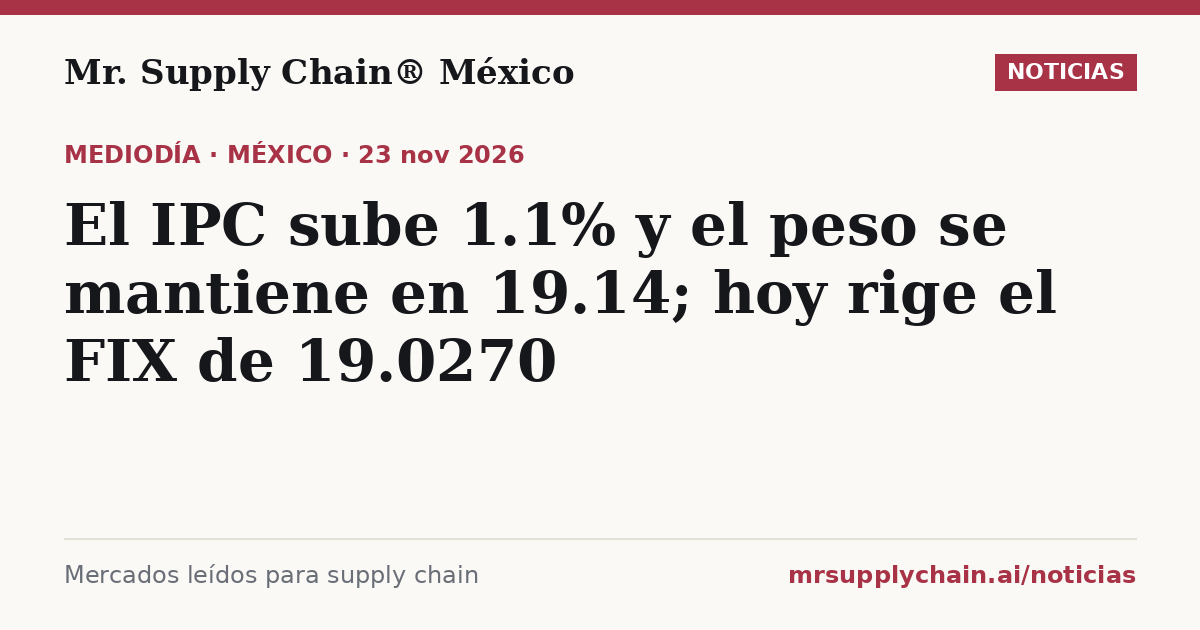 Mr. Supply Chain® México
NOTICIAS
MEDIODÍA · MÉXICO · 23 nov 2026
El IPC sube 1.1% y el peso se
mantiene en 19.14; hoy rige el
FIX de 19.0270
Mercados leídos para supply chain
mrsupplychain.ai/noticias